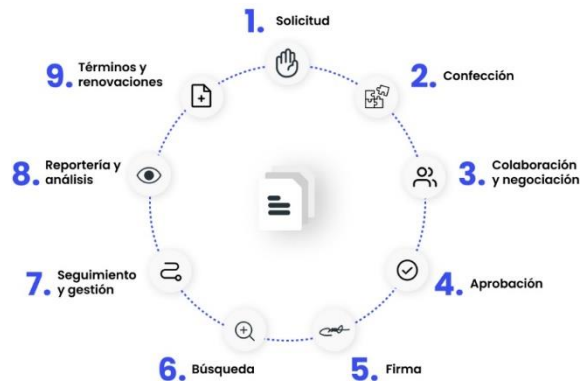 1. Solicitud
2. Confección
3. Colaboración
y negociación
4. Aprobación
5. Firma
6. Búsqueda
7. Seguimiento
y gestión
8. Reportería y
análisis
9. Términos y
renovaciones